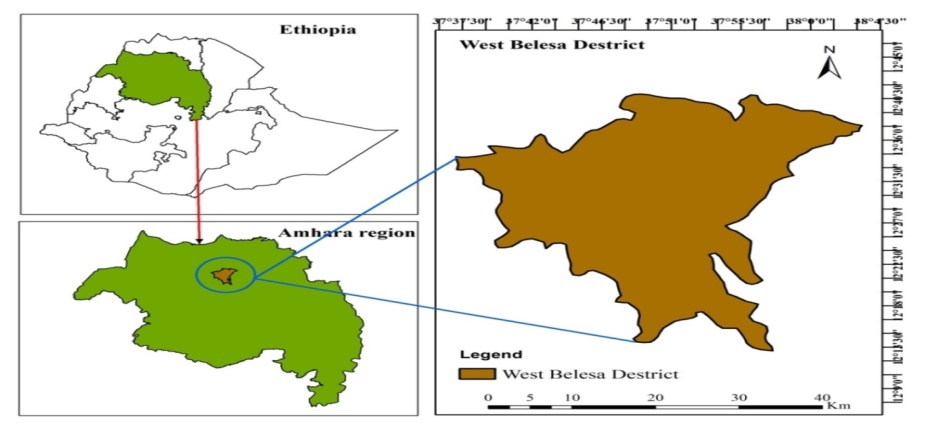 Ethiopia
Amhara region
37°37'30" 37°42'0" 37°46'30" 37°51'0" 37°55'30" 38°0'0" 38°4'30"
West Belesa Destrict
N
Legend
West Belesa Destrict
0 5 10 20 30 40
Km